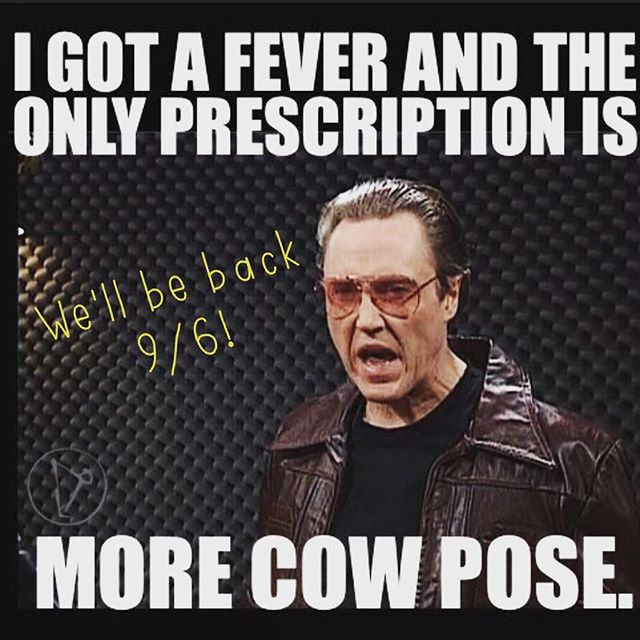 I GOT A FEVER AND THE
ONLY PRESCRIPTION IS
We'll be back
9/6!
MORE COW POSE.